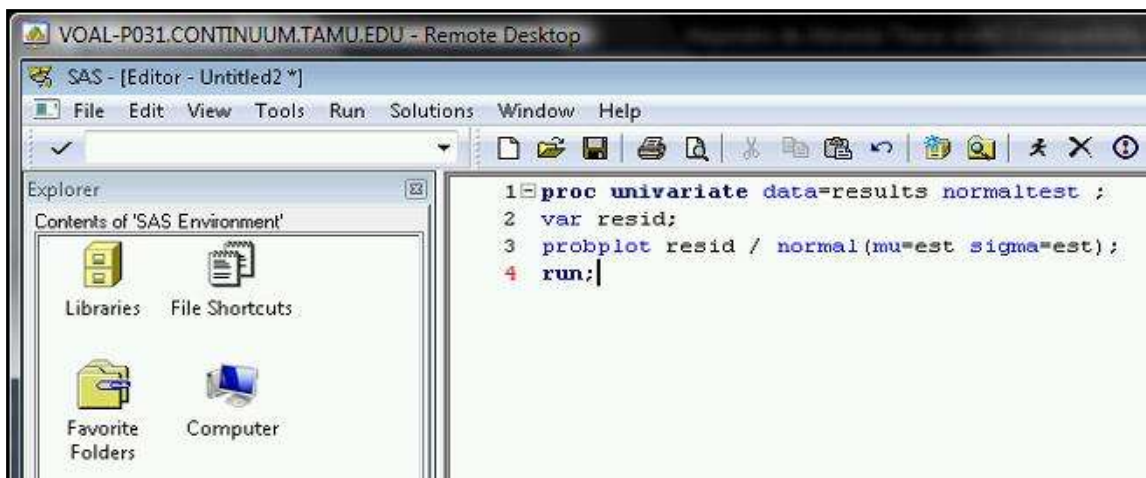 VOAL-P031.CONTINUUM.TAMU.EDU - Remote Desktop
SAS - [Editor - Untitled2 *]
File Edit View Tools Run Solutions Window Help
Explorer
Contents of 'SAS Environment'
Libraries File Shortcuts
Favorite Folders
Computer
1 proc univariate data=results normaltest ;
2 var resid;
3 probplot resid / normal(mu=est sigma=est);
4 run;